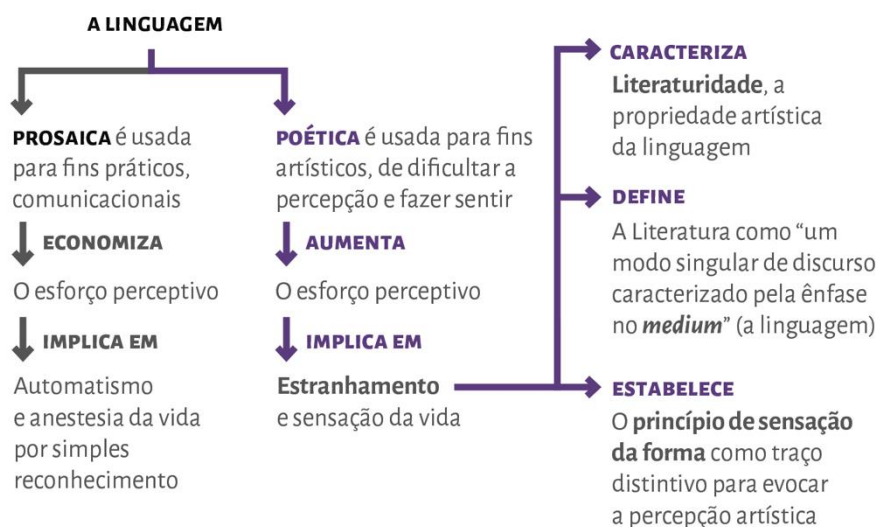 A LINGUAGEM
PROSAICA é usada
para fins práticos,
comunicacionais
ECONOMIZA
O esforço perceptivo
IMPLICA EM
Automatismo
e anestesia da vida
por simples
reconhecimento
POÉTICA é usada para fins
artísticos, de dificultar a
percepção e fazer sentir
AUMENTA
O esforço perceptivo
IMPLICA EM
Estranhamento
e sensação da vida
CARACTERIZA
Literaturidade, a
propriedade artística
da linguagem
DEFINE
A Literatura como “um
modo singular de discurso
caracterizado pela ênfase
no medium” (a linguagem)
ESTABELECE
O princípio de sensação
da forma como traço
distintivo para evocar
a percepção artística